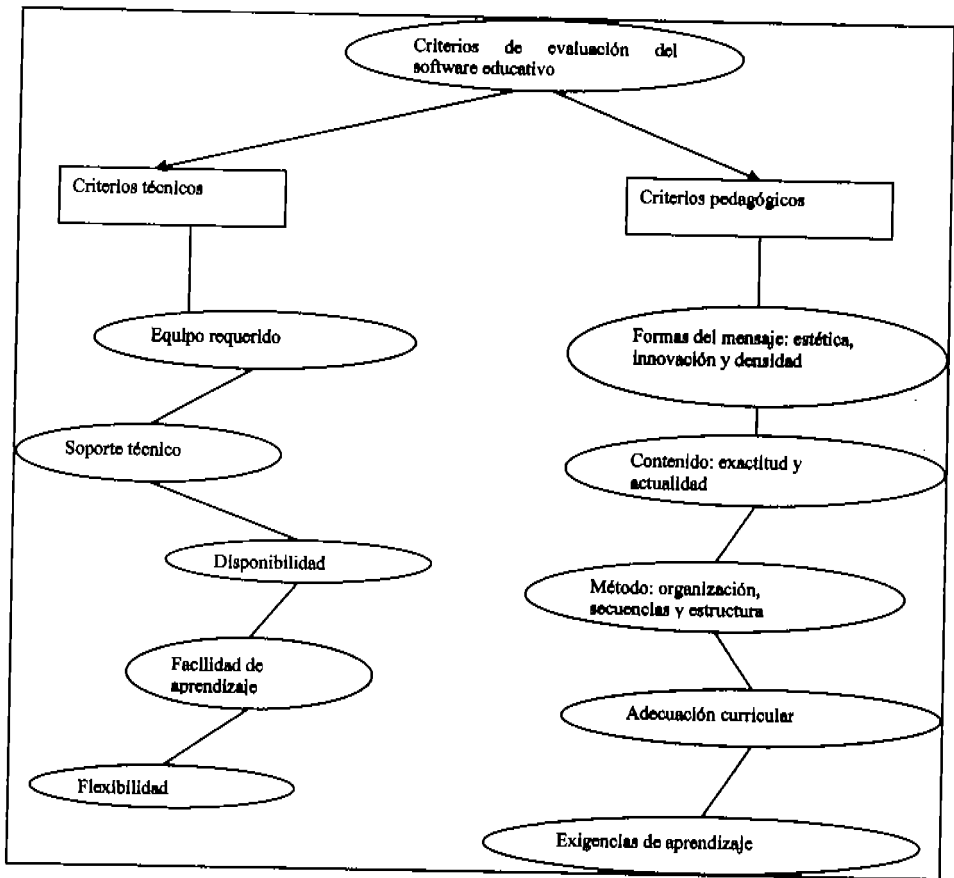 Criterios de evaluación del
software educativo
Criterios técnicos
Criterios pedagógicos
Equipo requerido
Formas del mensaje: estética,
innovación y densidad
Soporte técnico
Contenido: exactitud y
actualidad
Disponibilidad
Método: organización,
secuencias y estructura
Facilidad de
aprendizaje
Adecuación curricular
Flexibilidad
Exigencias de aprendizaje